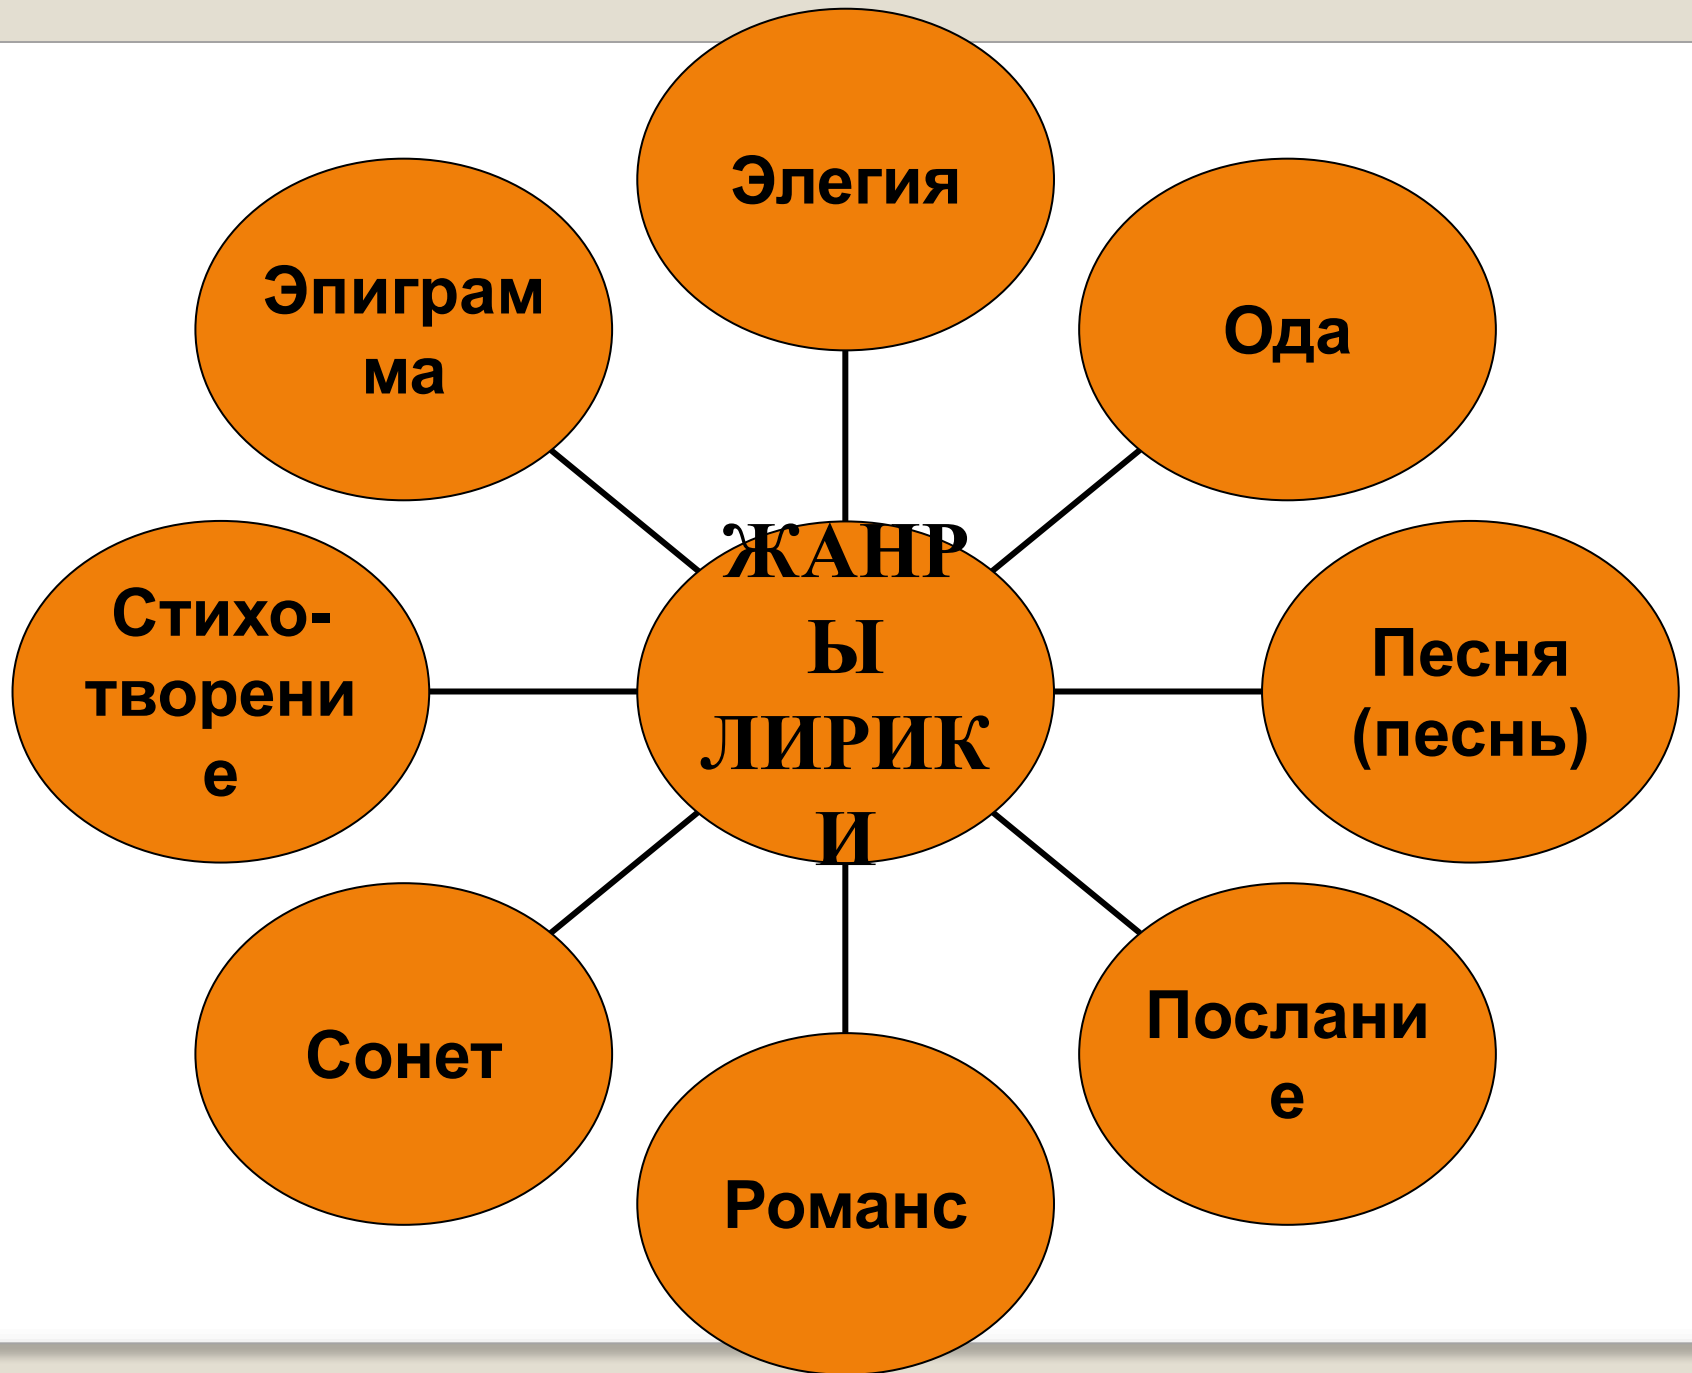 Элегия
Эпиграм
ма
Ода
ЖАНР
Ы
ЛИРИК
И
Стихо-
творени
е
Песня
(песнь)
Сонет
Послани
е
Романс